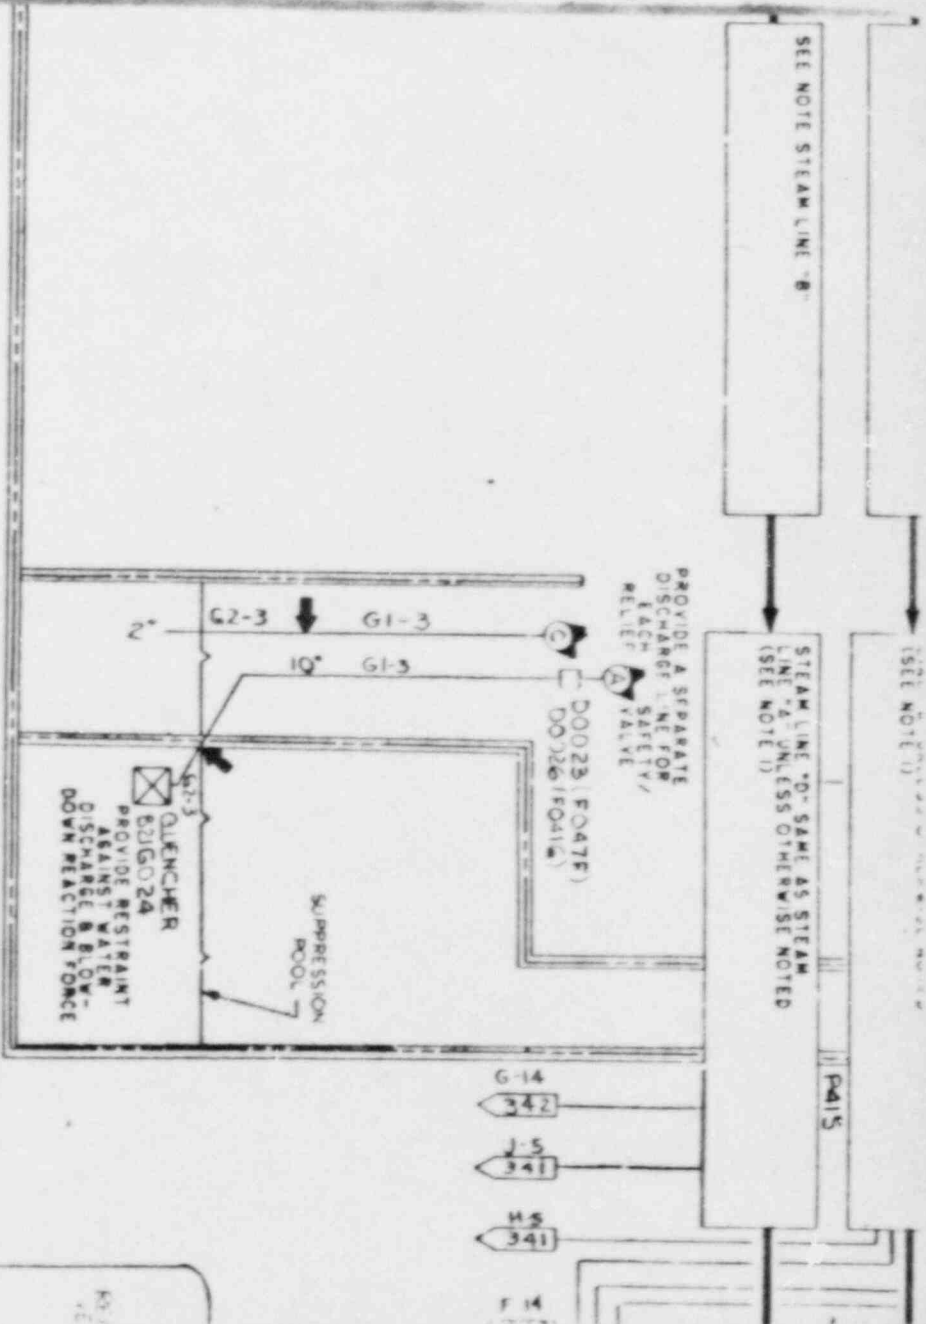 SEE NOTE STEAM LINE "B"
(SEE NOTE 1)
STEAM LINE "D" SAME AS STEAM
LINE "A" UNLESS OTHERWISE NOTED
(SEE NOTE 1)
P415
PROVIDE A SEPARATE
DISCHARGE LINE FOR
EACH SAFETY/
RELIEF VALVE
A
C
D0023 (F047F)
D0026 (F041G)
2"
G2-3
G1-3
10"
G1-3
G2-3
QUENCHER
B21G024
PROVIDE RESTRAINT
AGAINST WATER
DISCHARGE & BLOW-
DOWN REACTION FORCE
SUPPRESSION
POOL
G-14
342
J-5
341
H-5
341
F 14